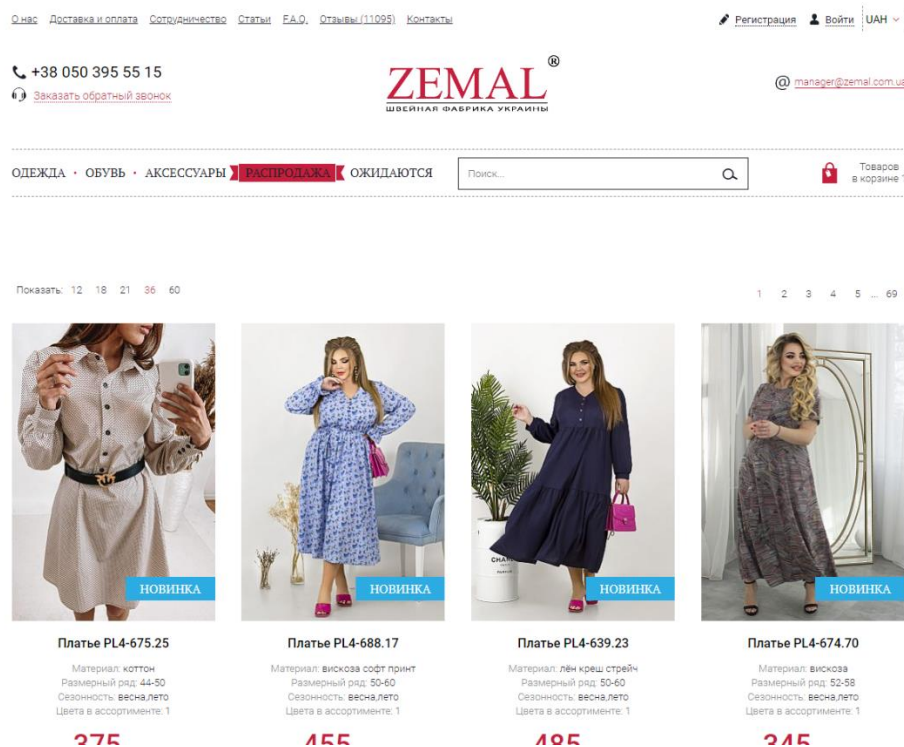 О нас Доставка и оплата Сотрудничество Статьи F.A.Q. Отзывы (11095) Контакты
Регистрация Войти UAH
+38 050 395 55 15
Заказать обратный звонок
ZEMAL®
ШВЕЙНАЯ ФАБРИКА УКРАИНЫ
@ manager@zemal.com.ua
ОДЕЖДА • ОБУВЬ • АКСЕССУАРЫ РАСПРОДАЖА ОЖИДАЮТСЯ
Поиск...
Товаров
в корзине
Показать: 12 18 21 36 60
1 2 3 4 5 ... 69
НОВИНКА
Платье PL4-675.25
Материал: коттон
Размерный ряд: 44-50
Сезонность: весна,лето
Цвета в ассортименте: 1
375
НОВИНКА
Платье PL4-688.17
Материал: вискоза софт принт
Размерный ряд: 50-60
Сезонность: весна,лето
Цвета в ассортименте: 1
455
НОВИНКА
Платье PL4-639.23
Материал: лён креш стрейч
Размерный ряд: 50-60
Сезонность: весна,лето
Цвета в ассортименте: 1
485
НОВИНКА
Платье PL4-674.70
Материал: вискоза
Размерный ряд: 52-58
Сезонность: весна,лето
Цвета в ассортименте: 1
345